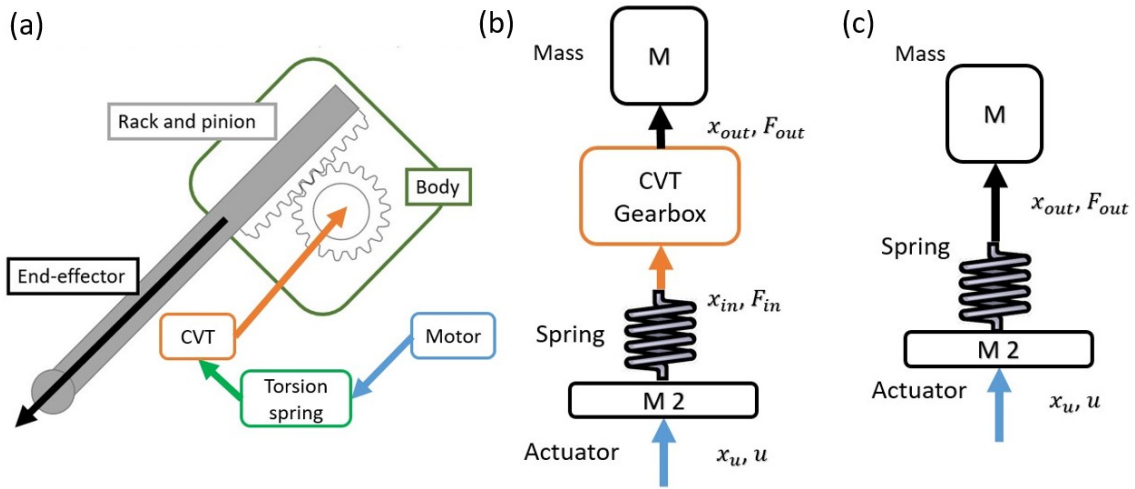 (a)
Rack and pinion
Body
End-effector
CVT
Motor
Torsion
spring
(b)
Mass
M
x_out, F_out
CVT
Gearbox
x_in, F_in
Spring
M 2
Actuator
x_u, u
(c)
Mass
M
x_out, F_out
Spring
M 2
Actuator
x_u, u